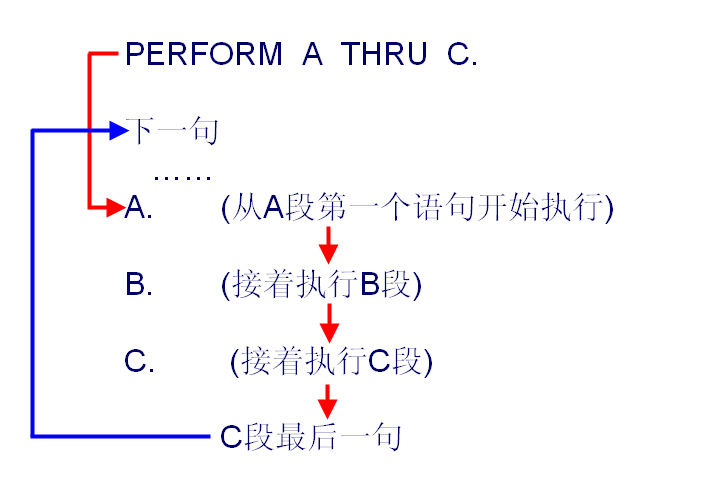 PERFORM A THRU C.
下一句
……
A. (从A段第一个语句开始执行)
B. (接着执行B段)
C. (接着执行C段)
C段最后一句